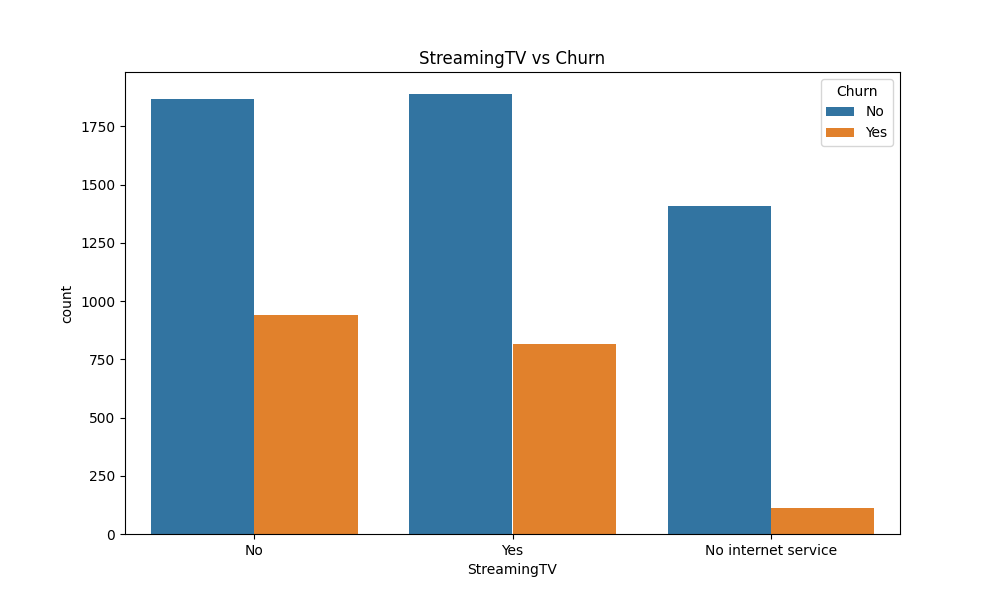 StreamingTV vs Churn
Churn
No
Yes
1750
1500
1250
1000
750
500
250
0
count
No Yes No internet service
StreamingTV